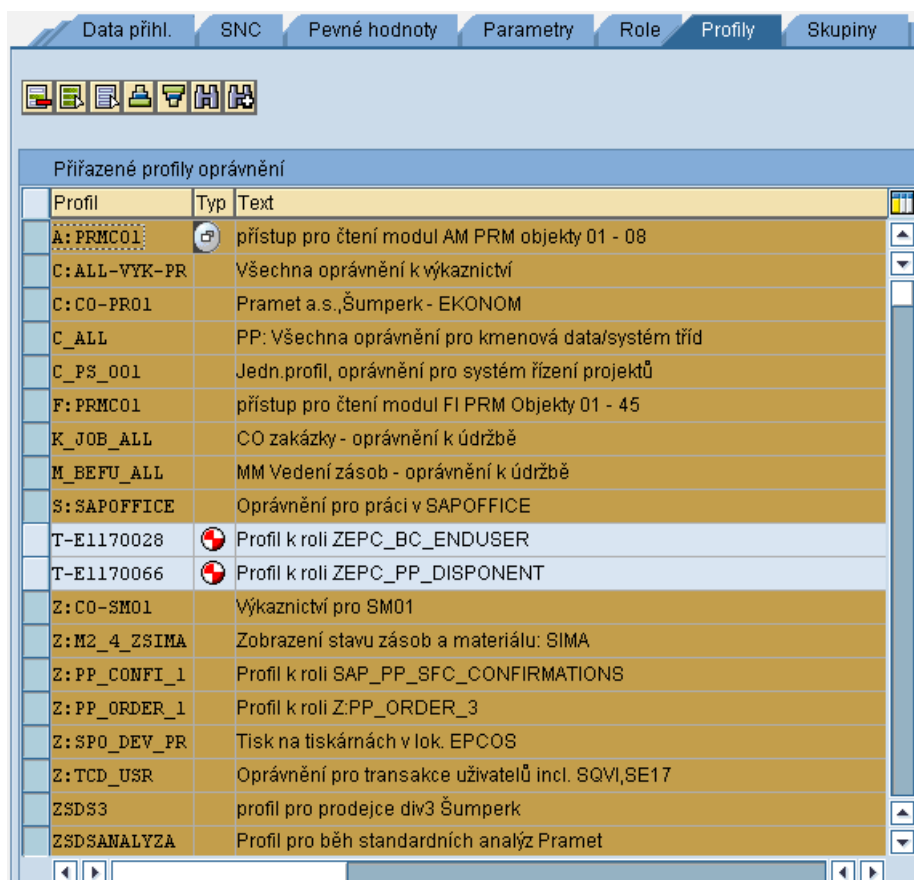 Data přihl. SNC Pevné hodnoty Parametry Role Profily Skupiny
Přiřazené profily oprávnění
Profil Typ Text
A:PRMC01 přístup pro čtení modul AM PRM objekty 01 - 08
C:ALL-VYK-PR Všechna oprávnění k výkaznictví
C:CO-PR01 Pramet a.s.,Šumperk - EKONOM
C_ALL PP: Všechna oprávnění pro kmenová data/systém tříd
C_PS_001 Jedn.profil, oprávnění pro systém řízení projektů
F:PRMC01 přístup pro čtení modul FI PRM Objekty 01 - 45
K_JOB_ALL CO zakázky - oprávnění k údržbě
M_BEFU_ALL MM Vedení zásob - oprávnění k údržbě
S:SAPOFFICE Oprávnění pro práci v SAPOFFICE
T-E1170028 Profil k roli ZEPC_BC_ENDUSER
T-E1170066 Profil k roli ZEPC_PP_DISPONENT
Z:CO-SM01 Výkaznictví pro SM01
Z:M2_4_ZSIMA Zobrazení stavu zásob a materiálu: SIMA
Z:PP_CONFI_1 Profil k roli SAP_PP_SFC_CONFIRMATIONS
Z:PP_ORDER_1 Profil k roli Z:PP_ORDER_3
Z:SPO_DEV_PR Tisk na tiskárnách v lok. EPCOS
Z:TCD_USR Oprávnění pro transakce uživatelů incl. SQVI,SE17
ZSDS3 profil pro prodejce div3 Šumperk
ZSDSANALYZA Profil pro běh standardních analýz Pramet